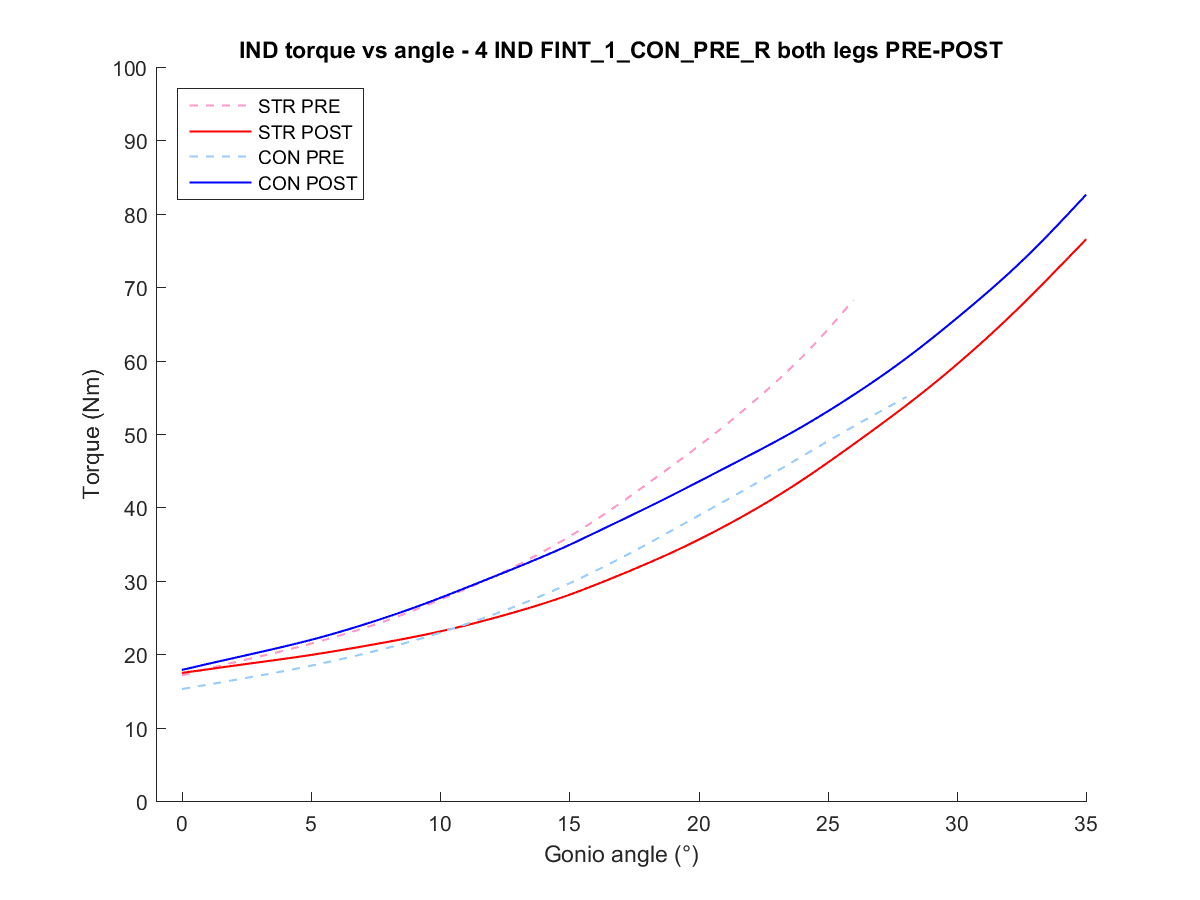 IND torque vs angle - 4 IND FINT_1_CON_PRE_R both legs PRE-POST
100
90
80
70
60
50
40
30
20
10
0
Torque (Nm)
STR PRE
STR POST
CON PRE
CON POST
0 5 10 15 20 25 30 35
Gonio angle (°)